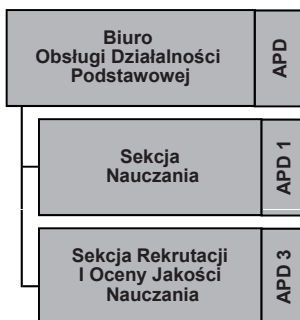 Biuro
Obsługi Działalności
Podstawowej
APD
Sekcja
Nauczania
APD 1
Sekcja Rekrutacji
I Oceny Jakości
Nauczania
APD 3